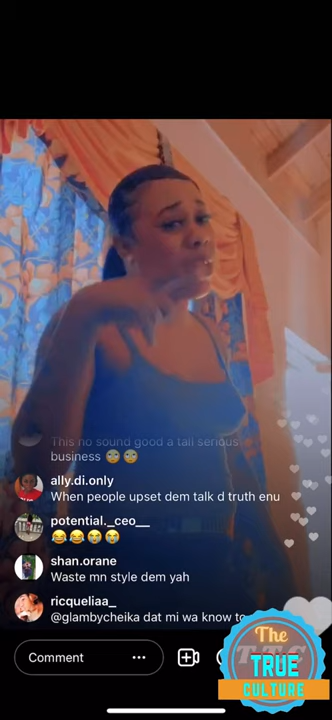 This no sound good a tall serious
business 🙄🙄
ally.di.only
When people upset dem talk d truth enu
potential._ceo__
😂😂😭😭
shan.orane
Waste mn style dem yah
ricqueliaa_
@glambycheika dat mi wa know to
Comment
The
T.T.C
TRUE
CULTURE